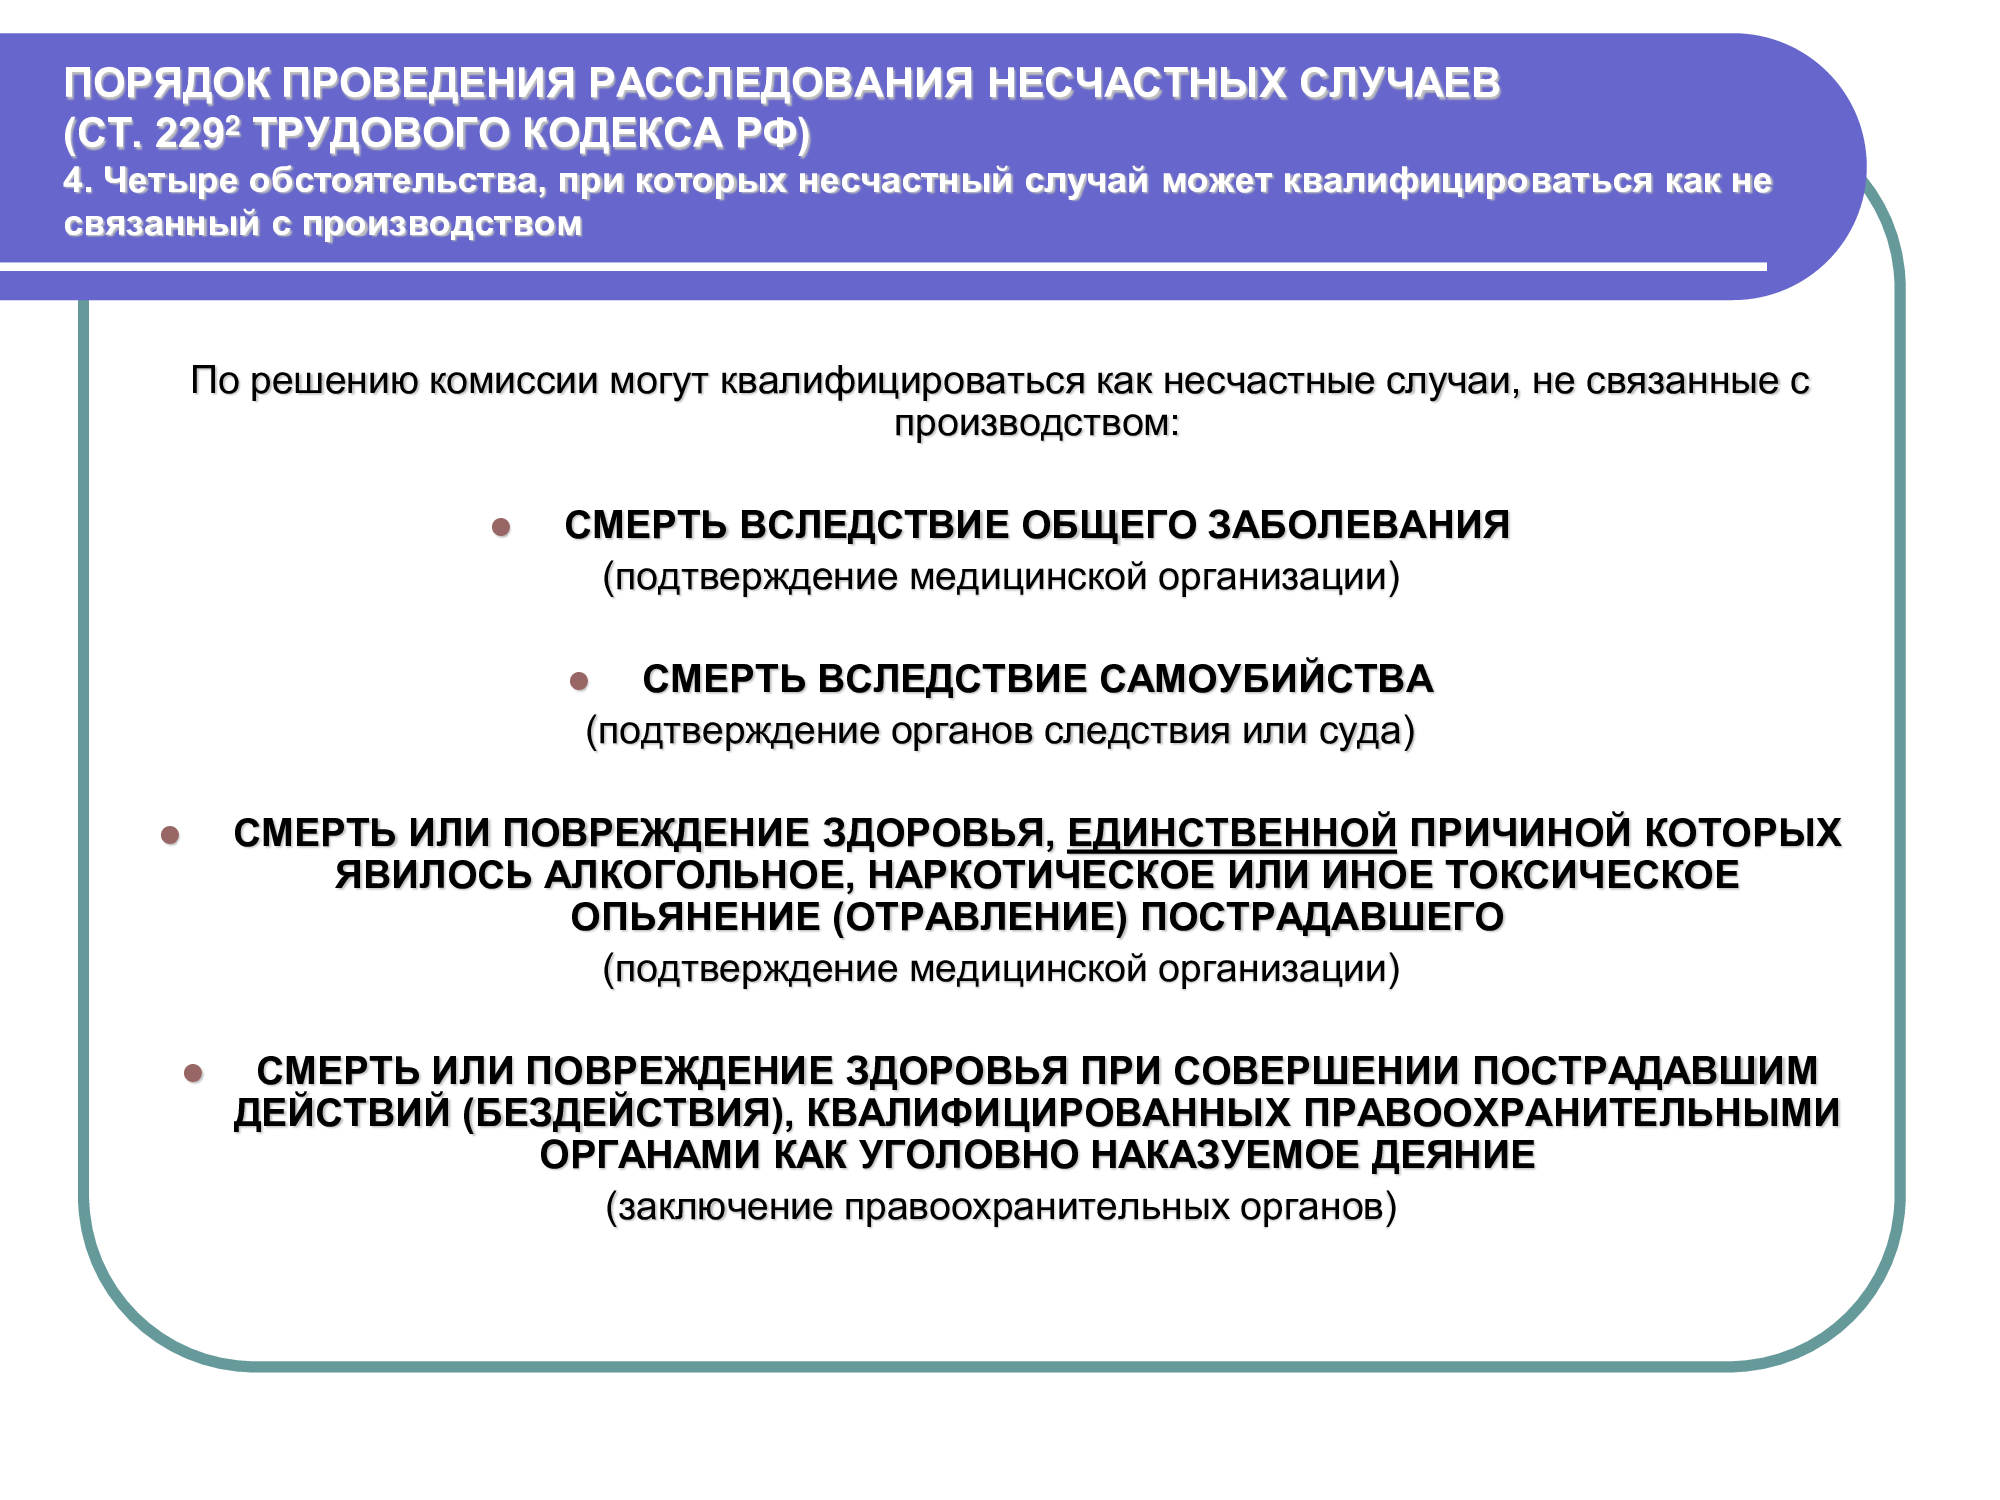 ПОРЯДОК ПРОВЕДЕНИЯ РАССЛЕДОВАНИЯ НЕСЧАСТНЫХ СЛУЧАЕВ
(СТ. 229² ТРУДОВОГО КОДЕКСА РФ)
4. Четыре обстоятельства, при которых несчастный случай может квалифицироваться как не
связанный с производством
По решению комиссии могут квалифицироваться как несчастные случаи, не связанные с
производством:
● СМЕРТЬ ВСЛЕДСТВИЕ ОБЩЕГО ЗАБОЛЕВАНИЯ
(подтверждение медицинской организации)
● СМЕРТЬ ВСЛЕДСТВИЕ САМОУБИЙСТВА
(подтверждение органов следствия или суда)
● СМЕРТЬ ИЛИ ПОВРЕЖДЕНИЕ ЗДОРОВЬЯ, ЕДИНСТВЕННОЙ ПРИЧИНОЙ КОТОРЫХ
ЯВИЛОСЬ АЛКОГОЛЬНОЕ, НАРКОТИЧЕСКОЕ ИЛИ ИНОЕ ТОКСИЧЕСКОЕ
ОПЬЯНЕНИЕ (ОТРАВЛЕНИЕ) ПОСТРАДАВШЕГО
(подтверждение медицинской организации)
● СМЕРТЬ ИЛИ ПОВРЕЖДЕНИЕ ЗДОРОВЬЯ ПРИ СОВЕРШЕНИИ ПОСТРАДАВШИМ
ДЕЙСТВИЙ (БЕЗДЕЙСТВИЯ), КВАЛИФИЦИРОВАННЫХ ПРАВООХРАНИТЕЛЬНЫМИ
ОРГАНАМИ КАК УГОЛОВНО НАКАЗУЕМОЕ ДЕЯНИЕ
(заключение правоохранительных органов)